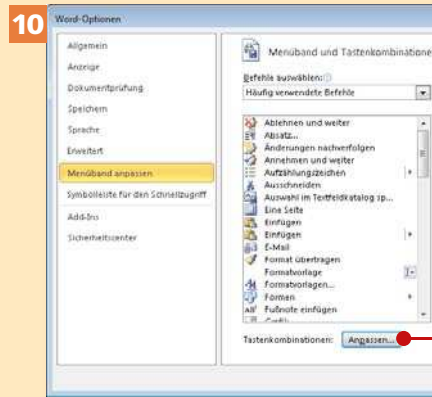 10
Word-Optionen
Allgemein
Anzeige
Dokumentprüfung
Speichern
Sprache
Erweitert
Menüband anpassen
Symbolleiste für den Schnellzugriff
Add-Ins
Sicherheitscenter
Menüband und Tastenkombinatione
Befehle auswählen:
Häufig verwendete Befehle
Ablehnen und weiter
Absatz...
Änderungen nachverfolgen
Annehmen und weiter
Aufzählungszeichen
Ausschneiden
Auswahl im Textfeldkatalog sp...
Eine Seite
Einfügen
Einfügen
E-Mail
Format übertragen
Formatvorlage
Formatvorlagen...
Formen
Fußnote einfügen
Grafik
Tastenkombinationen: Anpassen...